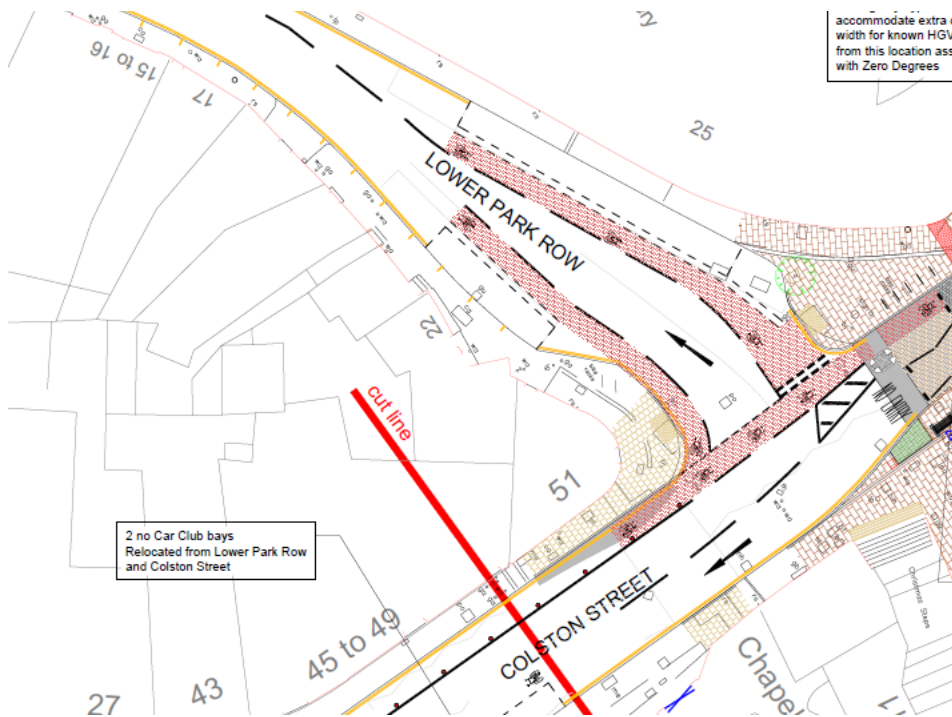 accommodate extra
width for known HGV
from this location ass
with Zero Degrees
15 to 16
17
25
LOWER PARK ROW
22
cut line
51
2 no Car Club bays
Relocated from Lower Park Row
and Colston Street
COLSTON STREET
45 to 49
43
27
Chapel
Christmas Steps